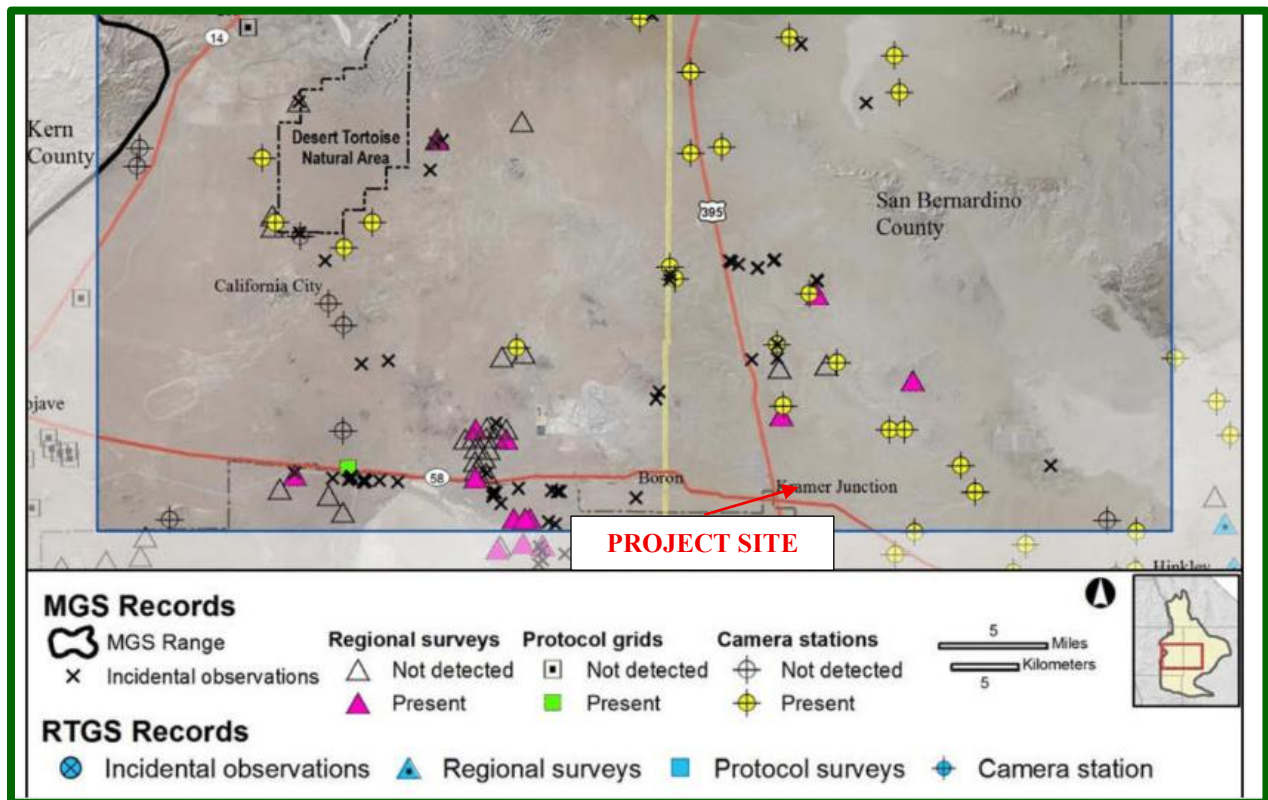 14
Kern
County
Desert Tortoise
Natural Area
395
San Bernardino
County
California City
ojave
58
Boron
Kramer Junction
PROJECT SITE
Hinkley
MGS Records
MGS Range
Incidental observations
Regional surveys
Not detected
Present
Protocol grids
Not detected
Present
Camera stations
Not detected
Present
5
Miles
Kilometers
5
RTGS Records
Incidental observations
Regional surveys
Protocol surveys
Camera station